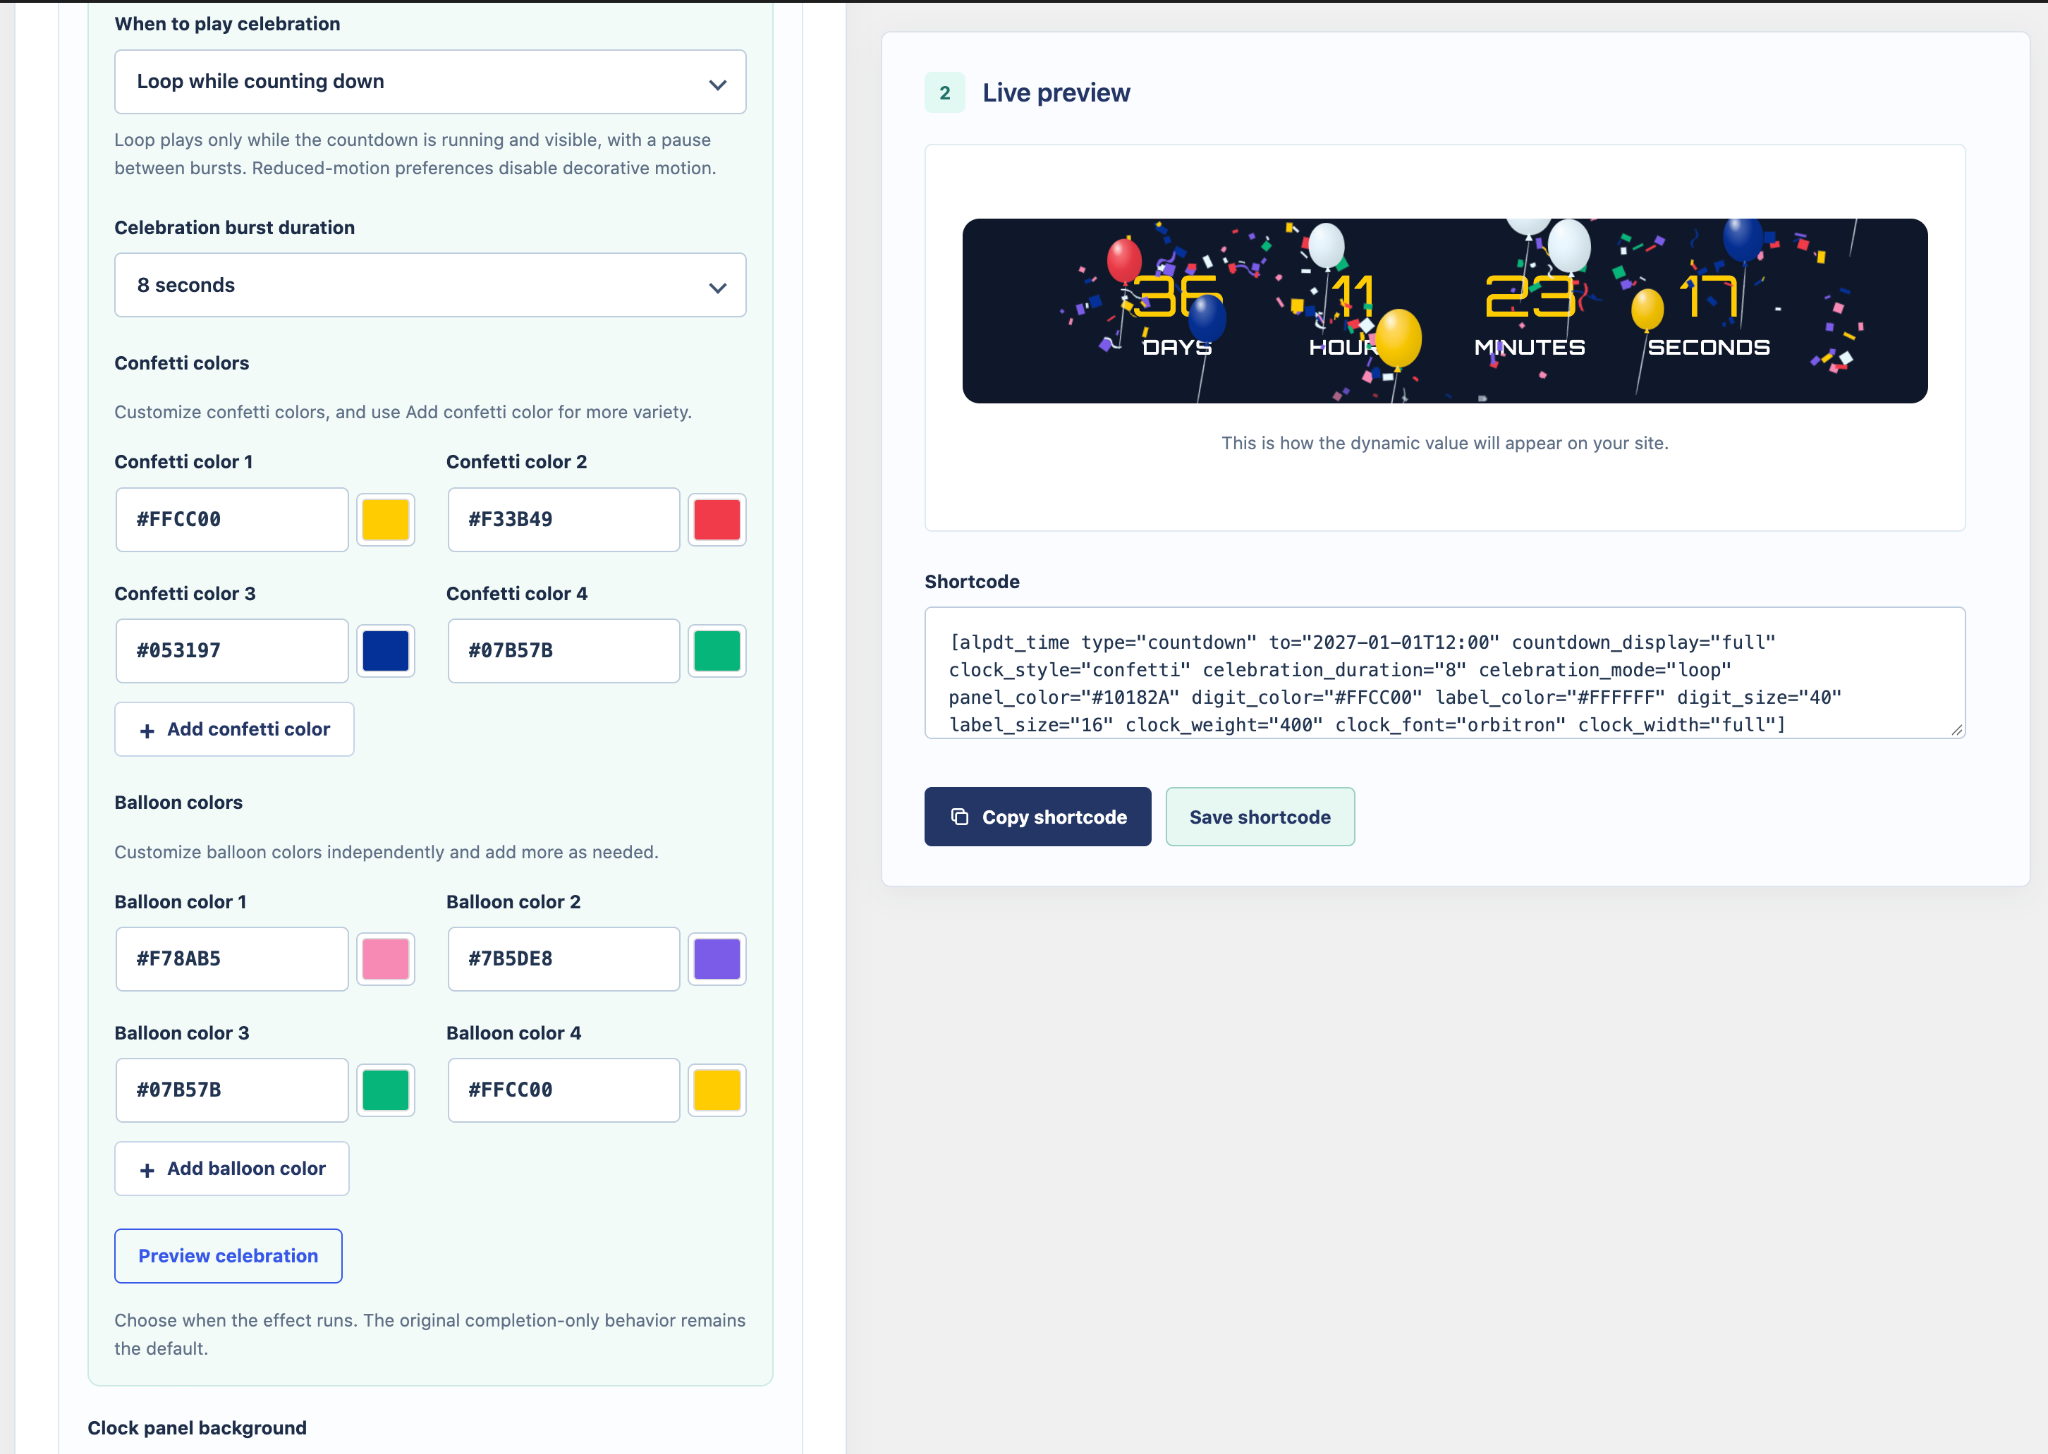 When to play celebration
Loop while counting down
Loop plays only while the countdown is running and visible, with a pause
between bursts. Reduced-motion preferences disable decorative motion.
Celebration burst duration
8 seconds
Confetti colors
Customize confetti colors, and use Add confetti color for more variety.
Confetti color 1
Confetti color 2
#FFCC00
#F33B49
Confetti color 3
Confetti color 4
#053197
#07B57B
+ Add confetti color
Balloon colors
Customize balloon colors independently and add more as needed.
Balloon color 1
Balloon color 2
#F78AB5
#7B5DE8
Balloon color 3
Balloon color 4
#07B57B
#FFCC00
+ Add balloon color
Preview celebration
Choose when the effect runs. The original completion-only behavior remains
the default.
Clock panel background
2 Live preview
36 11 23 17
DAYS HOUR MINUTES SECONDS
This is how the dynamic value will appear on your site.
Shortcode
[alpdt_time type="countdown" to="2027-01-01T12:00" countdown_display="full"
clock_style="confetti" celebration_duration="8" celebration_mode="loop"
panel_color="#10182A" digit_color="#FFCC00" label_color="#FFFFFF" digit_size="40"
label_size="16" clock_weight="400" clock_font="orbitron" clock_width="full"]
Copy shortcode
Save shortcode